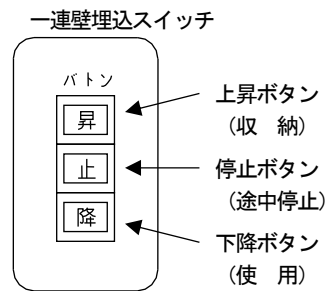 一連壁埋込スイッチ
バトン
昇
止
降
上昇ボタン
（収　納）
停止ボタン
（途中停止）
下降ボタン
（使　用）